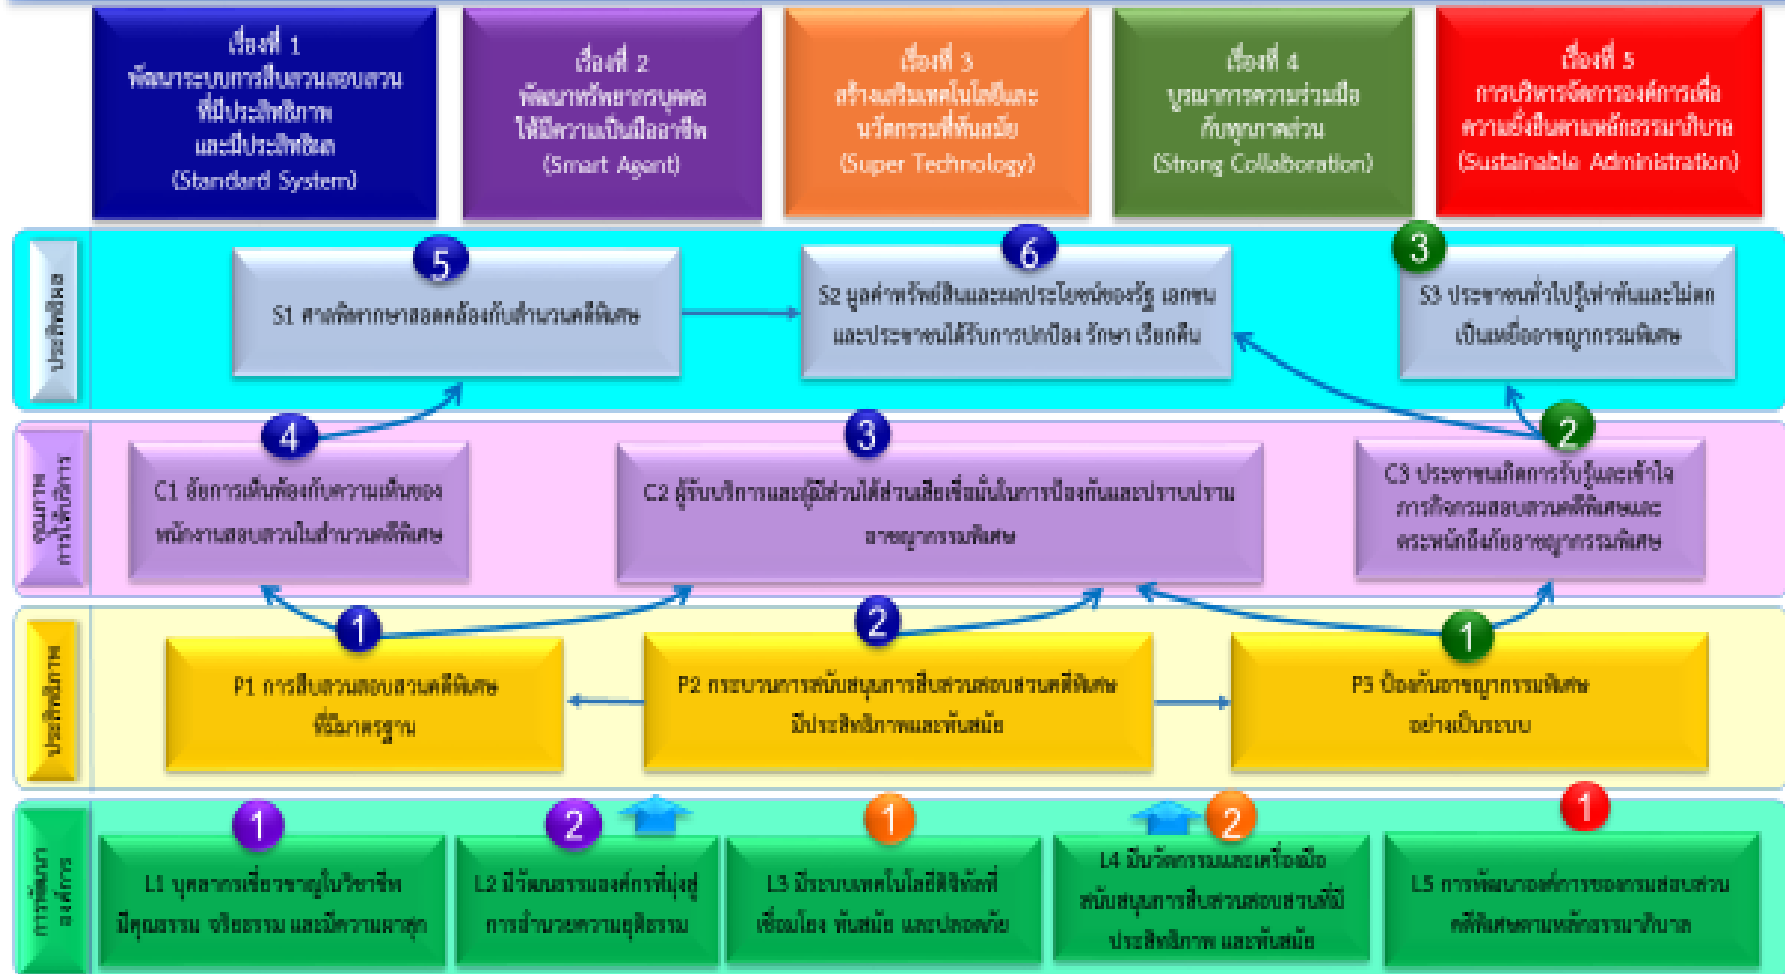 เรื่องที่ 1
พัฒนาระบบการสืบสวนสอบสวน
ที่มีประสิทธิภาพ
และมีประสิทธิผล
(Standard System)
เรื่องที่ 2
พัฒนาทรัพยากรบุคคล
ให้มีความเป็นมืออาชีพ
(Smart Agent)
เรื่องที่ 3
สร้างเสริมเทคโนโลยีและ
นวัตกรรมที่ทันสมัย
(Super Technology)
เรื่องที่ 4
บูรณาการความร่วมมือ
กับทุกภาคส่วน
(Strong Collaboration)
เรื่องที่ 5
การบริหารจัดการองค์การเพื่อ
ความยั่งยืนตามหลักธรรมาภิบาล
(Sustainable Administration)
ประสิทธิผล
5
S1 ศาลพิพากษาสอดคล้องกับสำนวนคดีพิเศษ
6
S2 มูลค่าทรัพย์สินและผลประโยชน์ของรัฐ เอกชน
และประชาชนได้รับการปกป้อง รักษา เรียกคืน
3
S3 ประชาชนทั่วไปรู้เท่าทันและไม่ตก
เป็นเหยื่ออาชญากรรมพิเศษ
คุณภาพ
การให้บริการ
4
C1 อัยการเห็นพ้องกับความเห็นของ
พนักงานสอบสวนในสำนวนคดีพิเศษ
3
C2 ผู้รับบริการและผู้มีส่วนได้ส่วนเสียเชื่อมั่นในการป้องกันและปราบปราม
อาชญากรรมพิเศษ
2
C3 ประชาชนเกิดการรับรู้และเข้าใจ
ภารกิจกรมสอบสวนคดีพิเศษและ
ตระหนักถึงภัยอาชญากรรมพิเศษ
ประสิทธิภาพ
1
P1 การสืบสวนสอบสวนคดีพิเศษ
ที่มีมาตรฐาน
2
P2 กระบวนการสนับสนุนการสืบสวนสอบสวนคดีพิเศษ
มีประสิทธิภาพและทันสมัย
1
P3 ป้องกันอาชญากรรมพิเศษ
อย่างเป็นระบบ
การพัฒนา
องค์การ
1
L1 บุคลากรเชี่ยวชาญในวิชาชีพ
มีคุณธรรม จริยธรรม และมีความผาสุก
2
L2 มีวัฒนธรรมองค์กรที่มุ่งสู่
การอำนวยความยุติธรรม
1
L3 มีระบบเทคโนโลยีดิจิทัลที่
เชื่อมโยง ทันสมัย และปลอดภัย
2
L4 มีนวัตกรรมและเครื่องมือ
สนับสนุนการสืบสวนสอบสวนที่มี
ประสิทธิภาพ และทันสมัย
1
L5 การพัฒนาองค์การของกรมสอบสวน
คดีพิเศษตามหลักธรรมาภิบาล